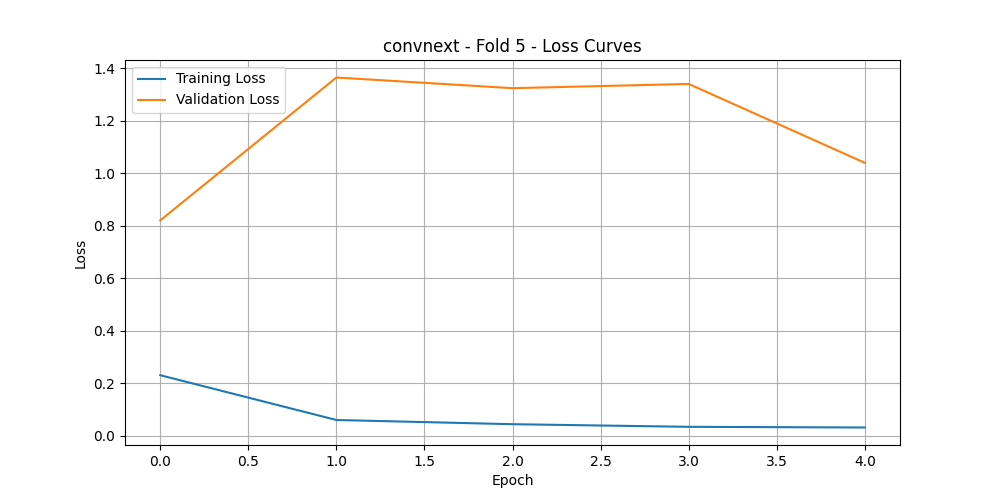 convnext - Fold 5 - Loss Curves
Training Loss
Validation Loss
1.4
1.2
1.0
0.8
0.6
0.4
0.2
0.0
Loss
0.0 0.5 1.0 1.5 2.0 2.5 3.0 3.5 4.0
Epoch